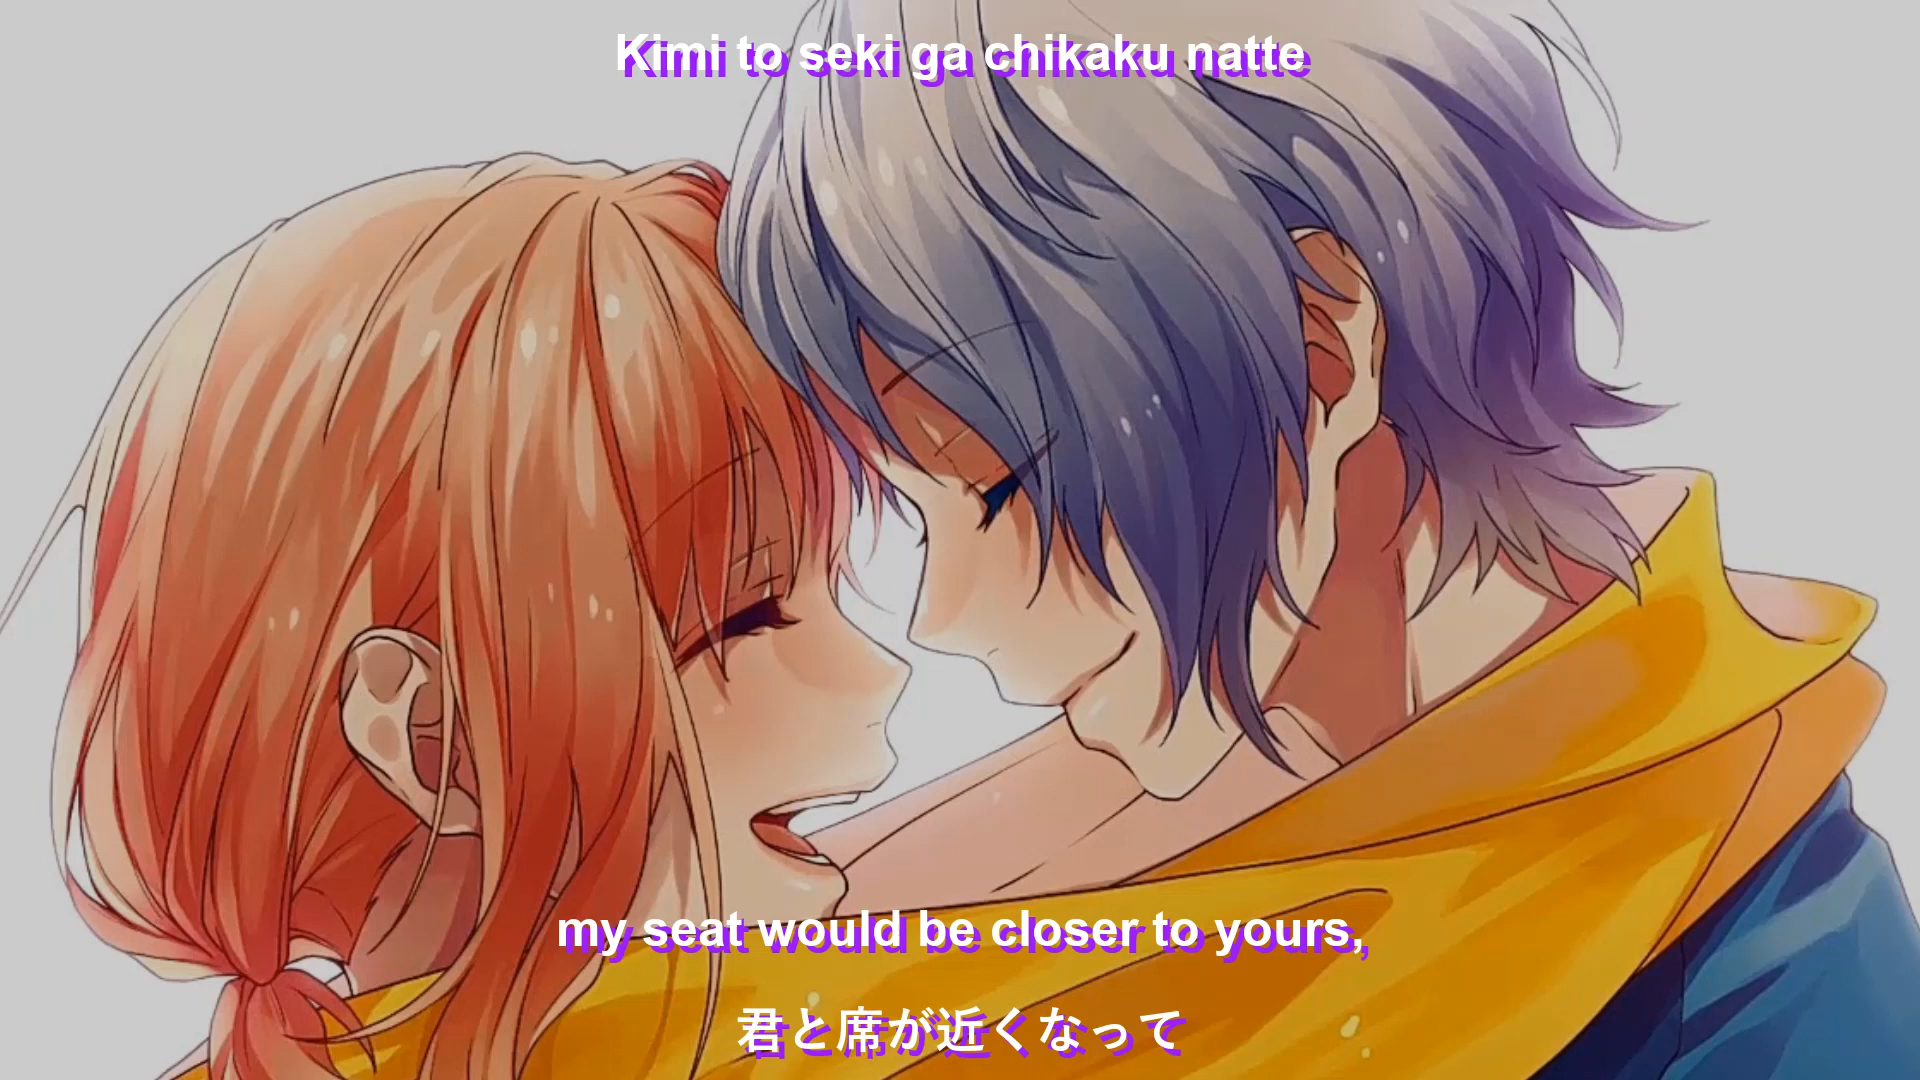 Kimi to seki ga chikaku natte
my seat would be closer to yours,
君と席が近くなって